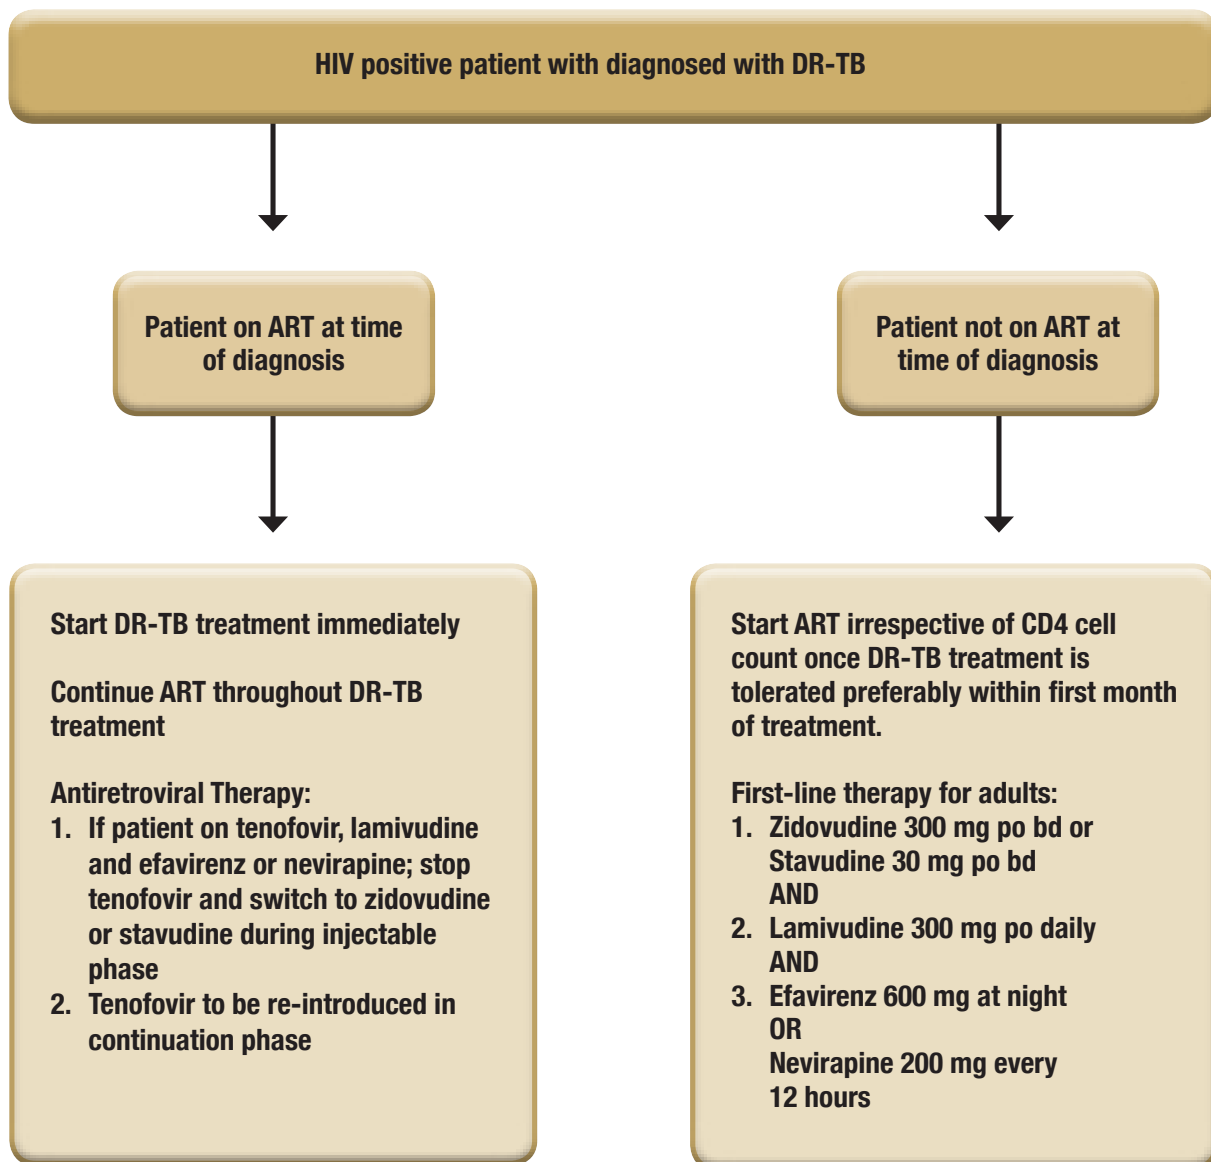 HIV positive patient with diagnosed with DR-TB
Patient on ART at time
of diagnosis
Patient not on ART at
time of diagnosis
Start DR-TB treatment immediately
Continue ART throughout DR-TB
treatment
Antiretroviral Therapy:
1. If patient on tenofovir, lamivudine
and efavirenz or nevirapine; stop
tenofovir and switch to zidovudine
or stavudine during injectable
phase
2. Tenofovir to be re-introduced in
continuation phase
Start ART irrespective of CD4 cell
count once DR-TB treatment is
tolerated preferably within first month
of treatment.
First-line therapy for adults:
1. Zidovudine 300 mg po bd or
Stavudine 30 mg po bd
AND
2. Lamivudine 300 mg po daily
AND
3. Efavirenz 600 mg at night
OR
Nevirapine 200 mg every
12 hours